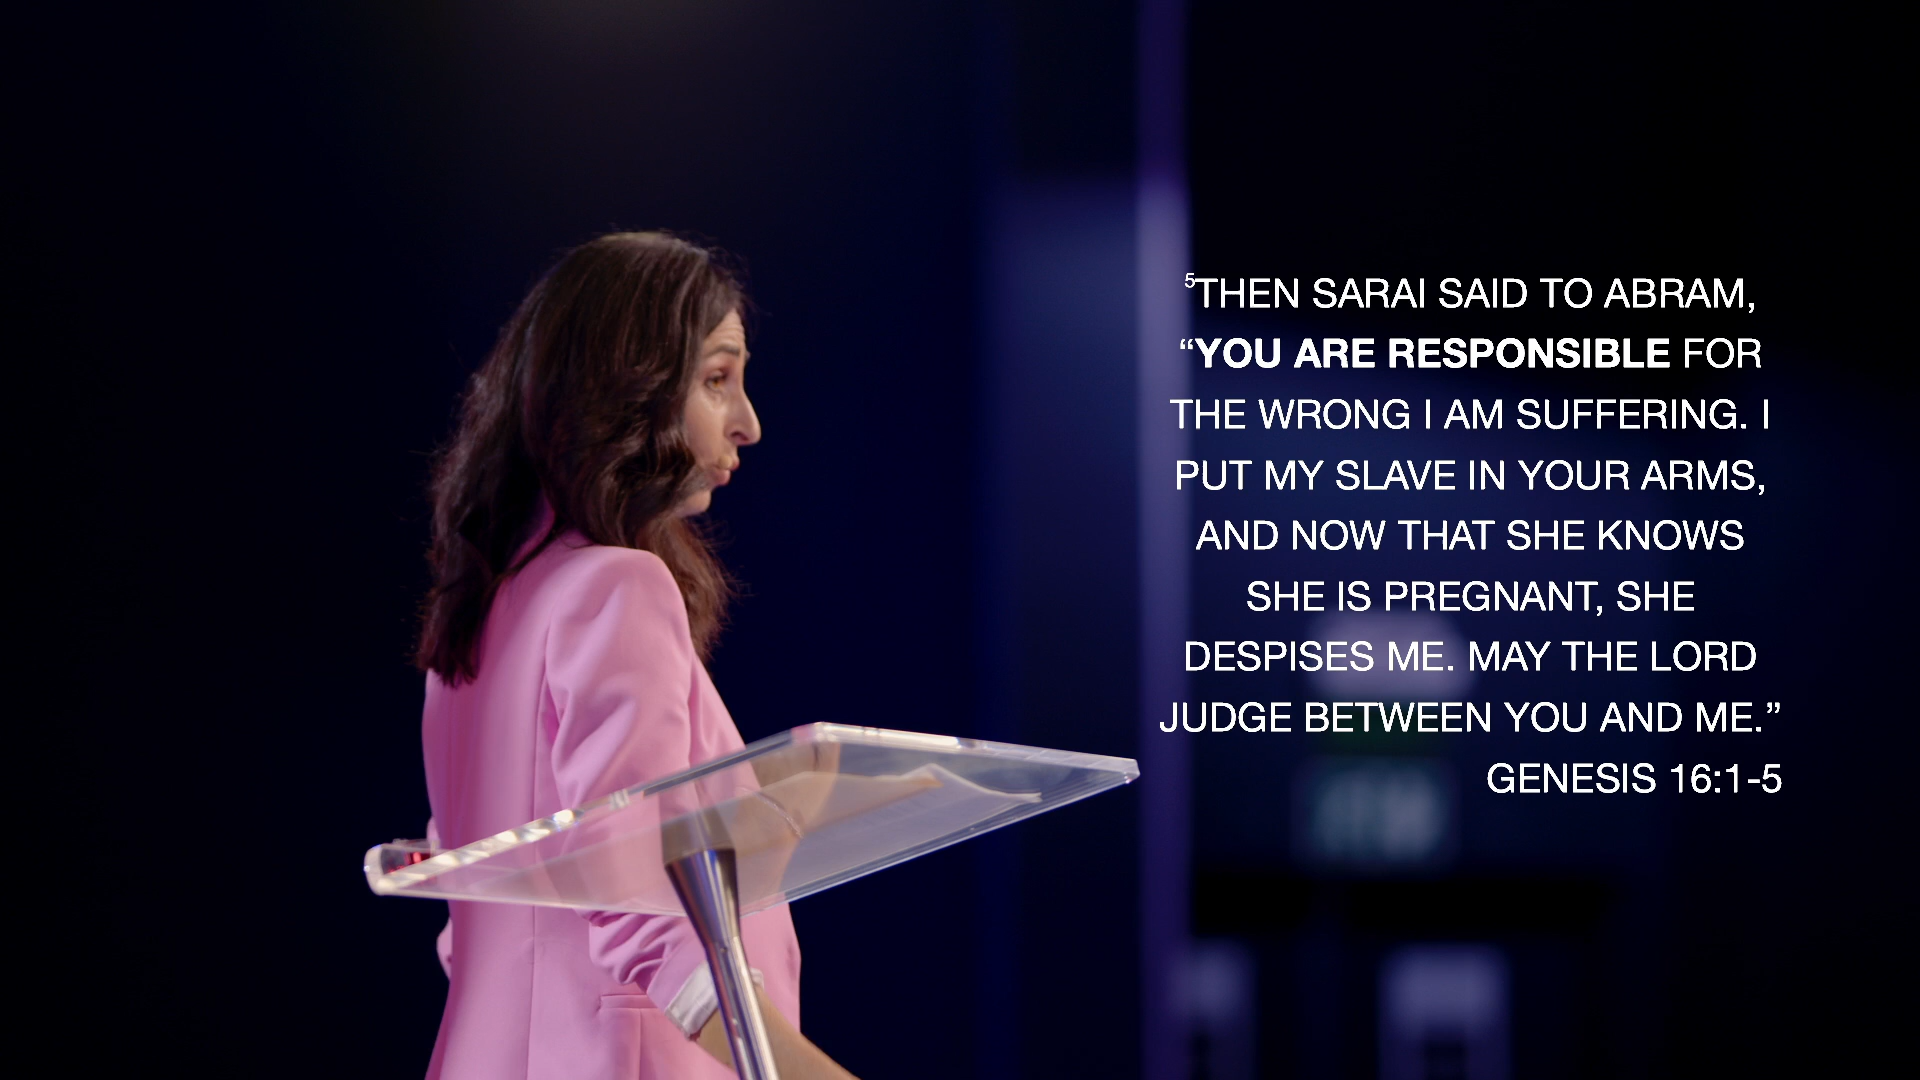 ⁵THEN SARAI SAID TO ABRAM,
“YOU ARE RESPONSIBLE FOR
THE WRONG I AM SUFFERING. I
PUT MY SLAVE IN YOUR ARMS,
AND NOW THAT SHE KNOWS
SHE IS PREGNANT, SHE
DESPISES ME. MAY THE LORD
JUDGE BETWEEN YOU AND ME.”
GENESIS 16:1-5